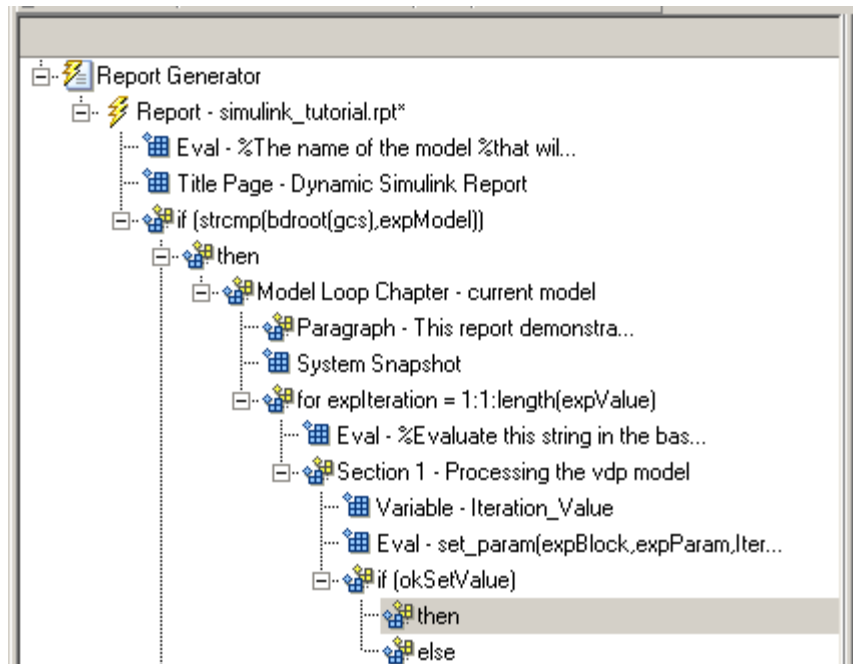 Report Generator
Report - simulink_tutorial.rpt*
Eval - %The name of the model %that wil...
Title Page - Dynamic Simulink Report
if (strcmp(bdroot(gcs),expModel))
then
Model Loop Chapter - current model
Paragraph - This report demonstra...
System Snapshot
for expIteration = 1:1:length(expValue)
Eval - %Evaluate this string in the bas...
Section 1 - Processing the vdp model
Variable - Iteration_Value
Eval - set_param(expBlock,expParam,Iter...
if (okSetValue)
then
else